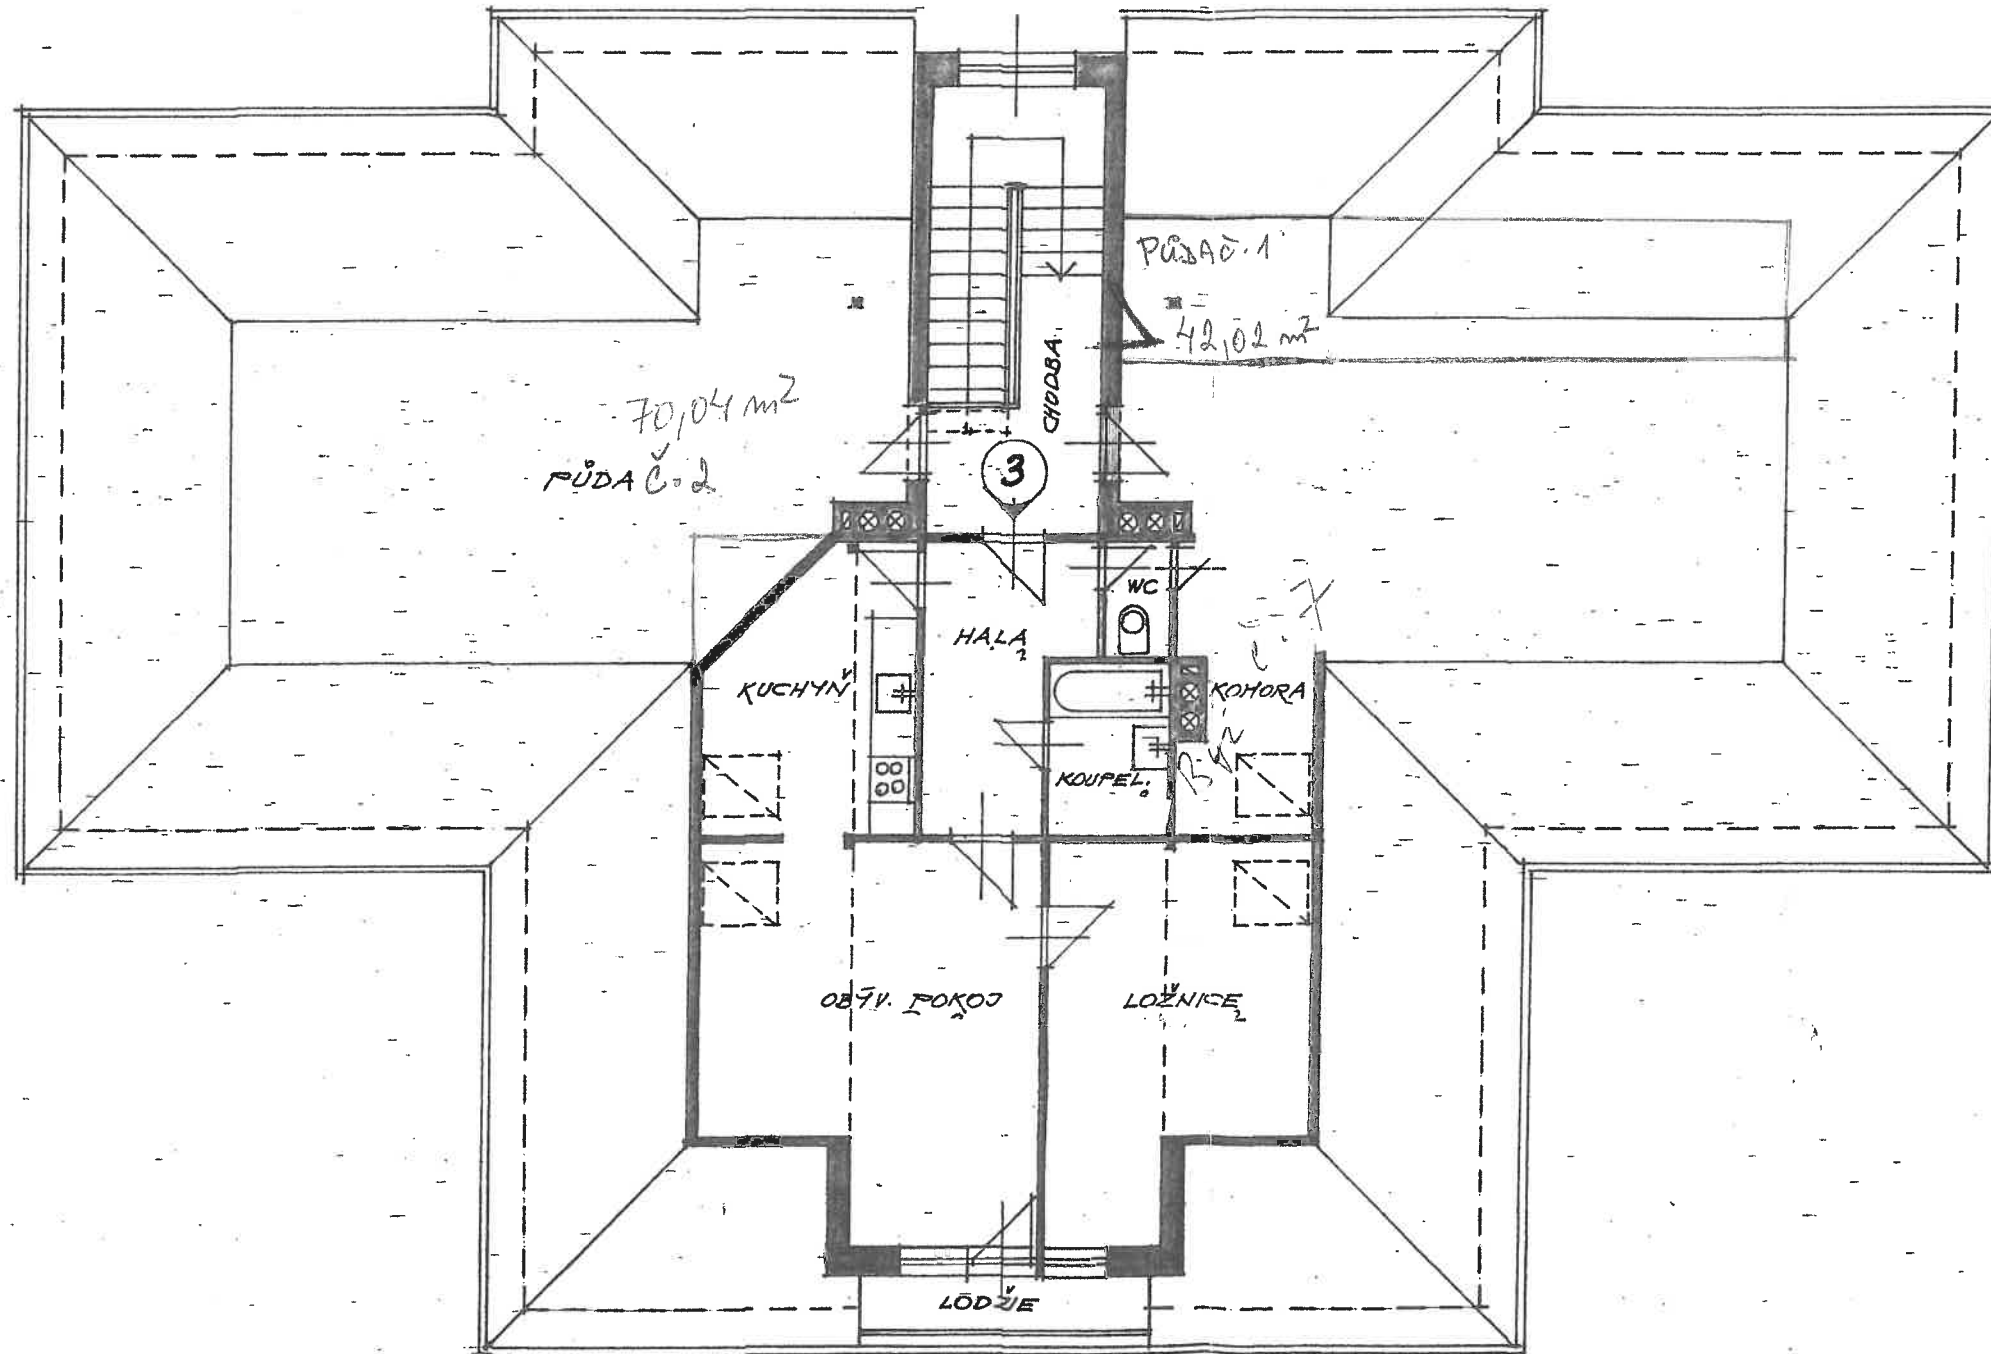 PŮDA Č.1
42,02 m²
CHODBA
70,04 m²
PŮDA Č.2
3
WC
HALA
KUCHYŇ
KOMORA
KOUPEL.
OBÝV. POKOJ
LOŽNICE
LODŽIE